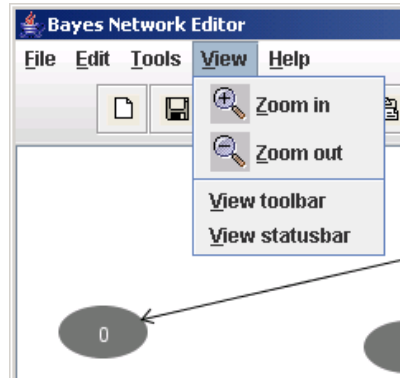 Bayes Network Editor
File Edit Tools View Help
Zoom in
Zoom out
View toolbar
View statusbar
0